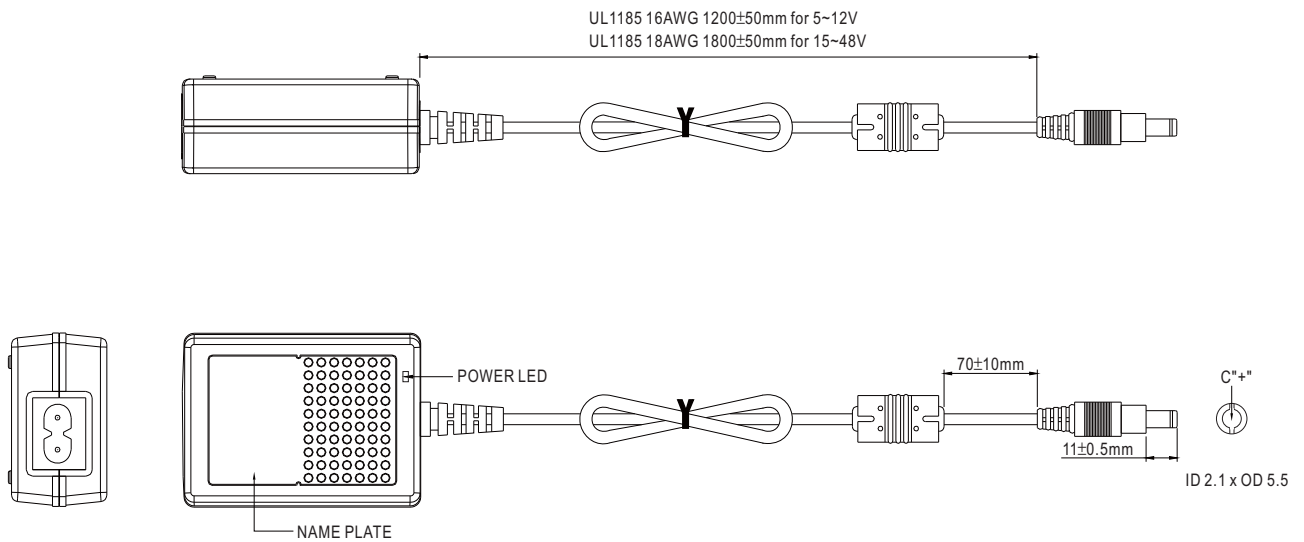 UL1185 16AWG 1200±50mm for 5~12V
UL1185 18AWG 1800±50mm for 15~48V
POWER LED
70±10mm
C"+"
11±0.5mm
ID 2.1 x OD 5.5
NAME PLATE